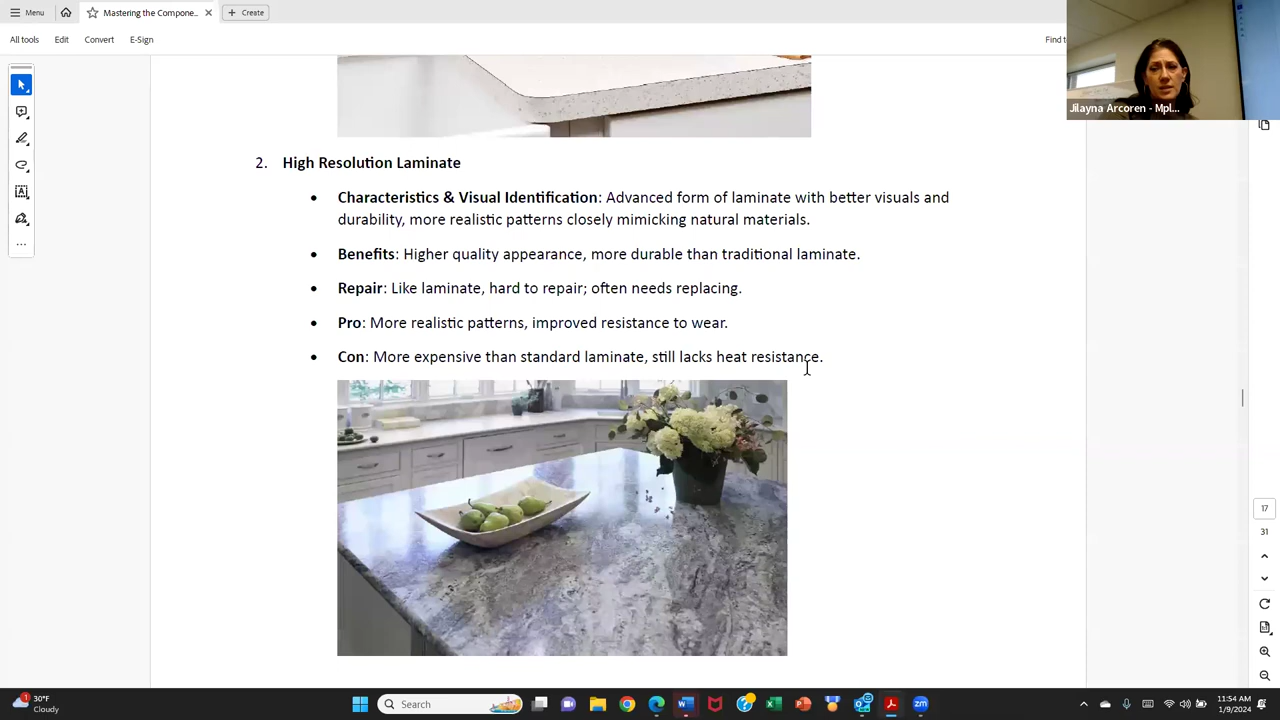 Menu
Mastering the Compone...
Create
All tools
Edit
Convert
E-Sign
Find te
Jilayna Arcoren - Mpl...
2. High Resolution Laminate
• Characteristics & Visual Identification: Advanced form of laminate with better visuals and
durability, more realistic patterns closely mimicking natural materials.
• Benefits: Higher quality appearance, more durable than traditional laminate.
• Repair: Like laminate, hard to repair; often needs replacing.
• Pro: More realistic patterns, improved resistance to wear.
• Con: More expensive than standard laminate, still lacks heat resistance.
17
31
1
30°F
Cloudy
Search
zm
11:54 AM
1/9/2024